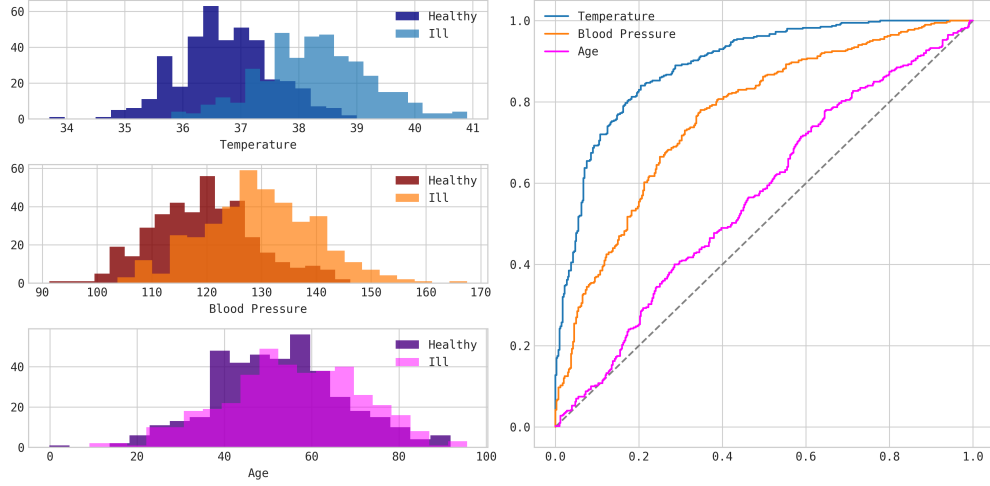 60
40
20
0
Healthy
Ill
34 35 36 37 38 39 40 41
Temperature
60
40
20
0
Healthy
Ill
90 100 110 120 130 140 150 160 170
Blood Pressure
40
20
0
Healthy
Ill
0 20 40 60 80 100
Age
1.0
0.8
0.6
0.4
0.2
0.0
Temperature
Blood Pressure
Age
0.0 0.2 0.4 0.6 0.8 1.0